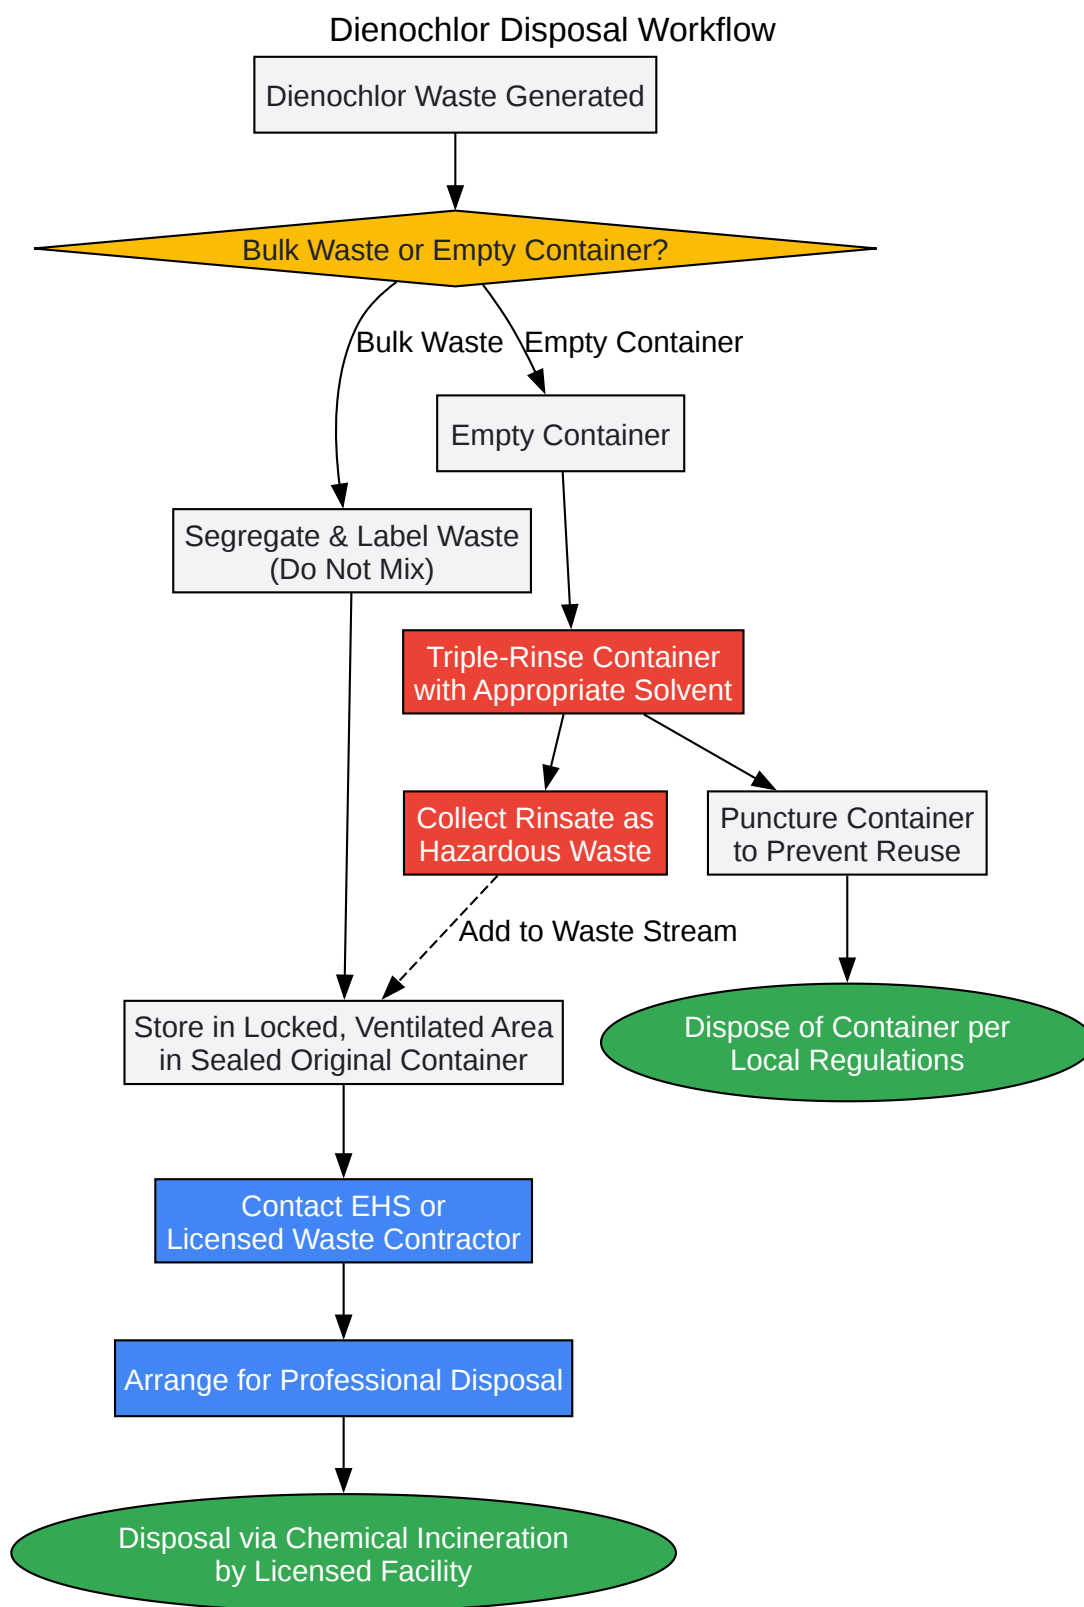 Dienochlor Disposal Workflow
Dienochlor Waste Generated
Bulk Waste or Empty Container?
Bulk Waste
Empty Container
Empty Container
Segregate & Label Waste
(Do Not Mix)
Triple-Rinse Container
with Appropriate Solvent
Collect Rinsate as
Hazardous Waste
Puncture Container
to Prevent Reuse
Add to Waste Stream
Store in Locked, Ventilated Area
in Sealed Original Container
Dispose of Container per
Local Regulations
Contact EHS or
Licensed Waste Contractor
Arrange for Professional Disposal
Disposal via Chemical Incineration
by Licensed Facility